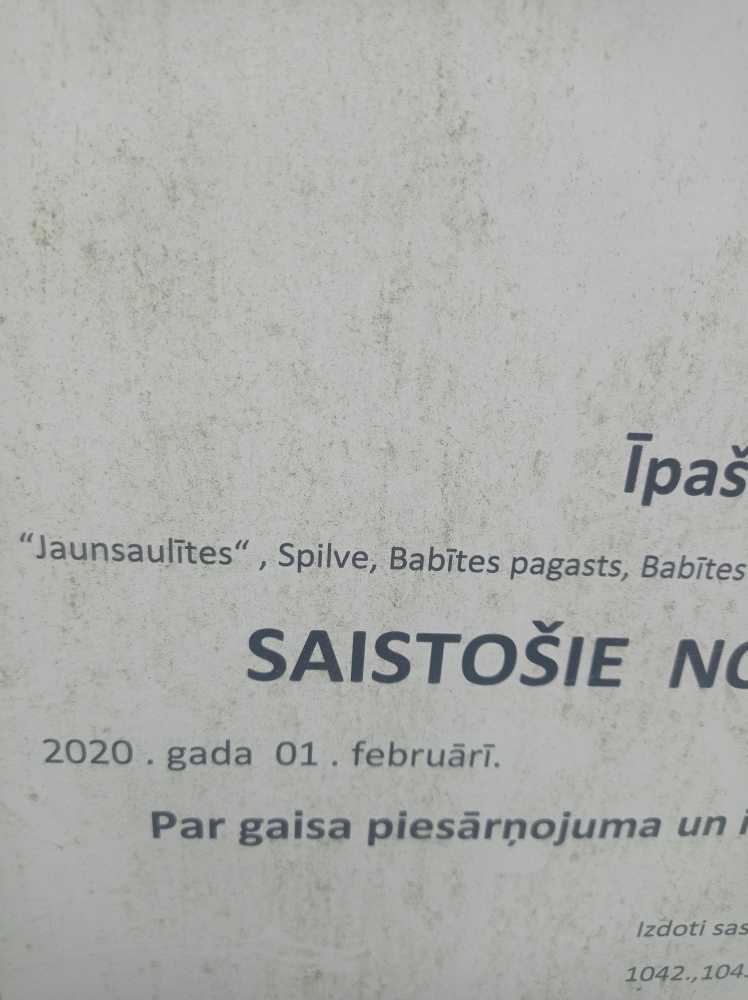 Īpaš
“Jaunsaulītes“ , Spilve, Babītes pagasts, Babītes
SAISTOŠIE NO
2020 . gada 01 . februārī.
Par gaisa piesārņojuma un i
Izdoti sas
1042.,104.